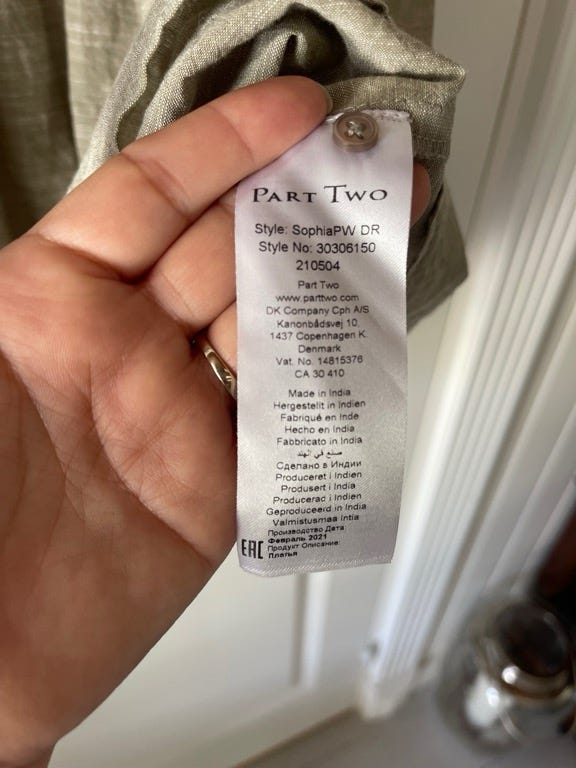 PART TWO
Style: SophiaPW DR
Style No: 30306150
210504
Part Two
www.parttwo.com
DK Company Cph A/S
Kanonbådsvej 10,
1437 Copenhagen K.
Denmark
Vat. No. 14815376
CA 30 410
Made in India
Hergestellt in Indien
Fabriqué en Inde
Hecho en India
Fabbricato in India
صنع في الهند
Сделано в Индии
Produceret i Indien
Produsert i India
Producerad i Indien
Geproduceerd in India
Valmistusmaa Intia
Производство Дата:
Февраль 2021
EAC Продукт Описание:
Платья